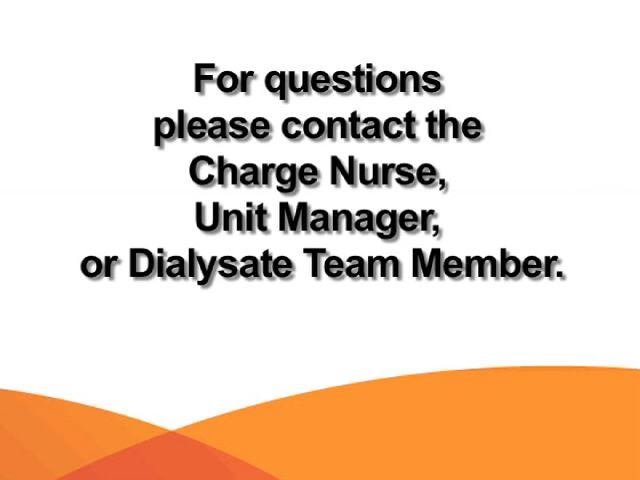 For questions
please contact the
Charge Nurse,
Unit Manager,
or Dialysate Team Member.